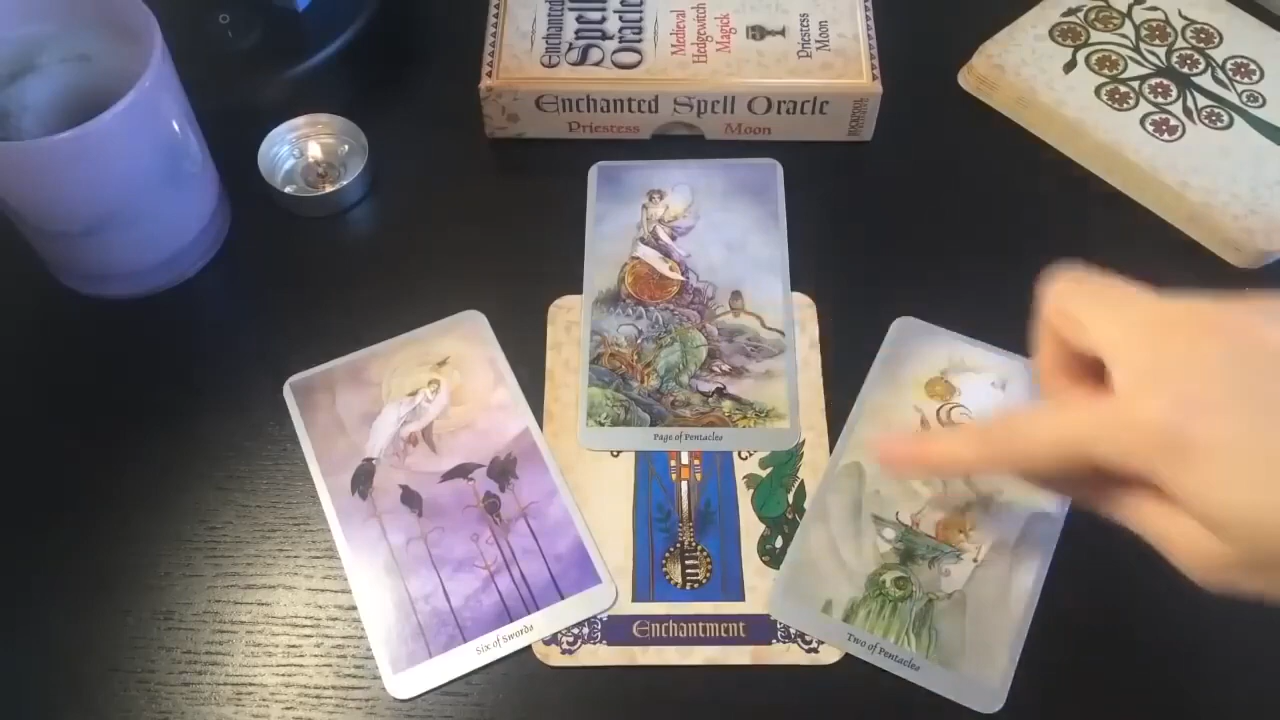 Enchanted
Spell
Oracle
Medieval
Hedgewitch
Magick
Priestess
Moon
Enchanted Spell Oracle
Priestess Moon
Page of Pentacles
Six of Swords
Enchantment
Two of Pentacles